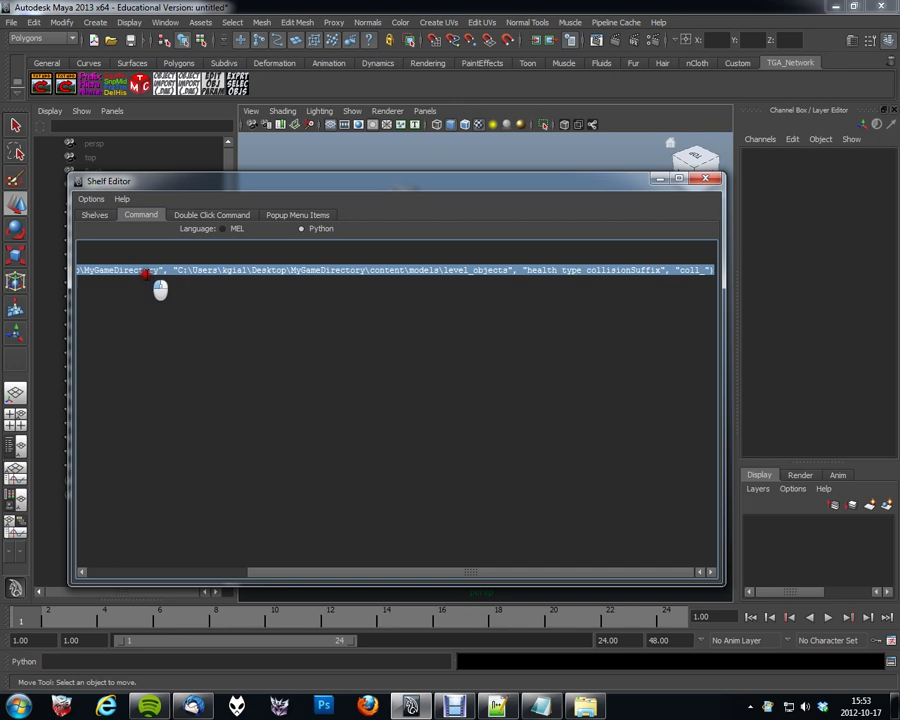 Autodesk Maya 2013 x64 - Educational Version: untitled*
File Edit Modify Create Display Window Assets Select Mesh Edit Mesh Proxy Normals Color Create UVs Edit UVs Normal Tools Muscle Pipeline Cache Help
Polygons X: Y: Z:
General Curves Surfaces Polygons Subdivs Deformation Animation Dynamics Rendering PaintEffects Toon Muscle Fluids Fur Hair nCloth Custom TGA_Network
Display Show Panels View Shading Lighting Show Renderer Panels Channel Box / Layer Editor
persp
top
Channels Edit Object Show
Shelf Editor
Options Help
Shelves Command Double Click Command Popup Menu Items
Language: MEL Python
\MyGameDirectory", "C:\Users\kgial\Desktop\MyGameDirectory\content\models\level_objects", "health type collisionSuffix", "coll_")
Display Render Anim
Layers Options Help
2 4 6 8 10 12 14 16 18 20 22 24
1 1.00
1.00 1.00 1 24 24.00 48.00 No Anim Layer No Character Set
Python
Move Tool: Select an object to move.
15:53
2012-10-17